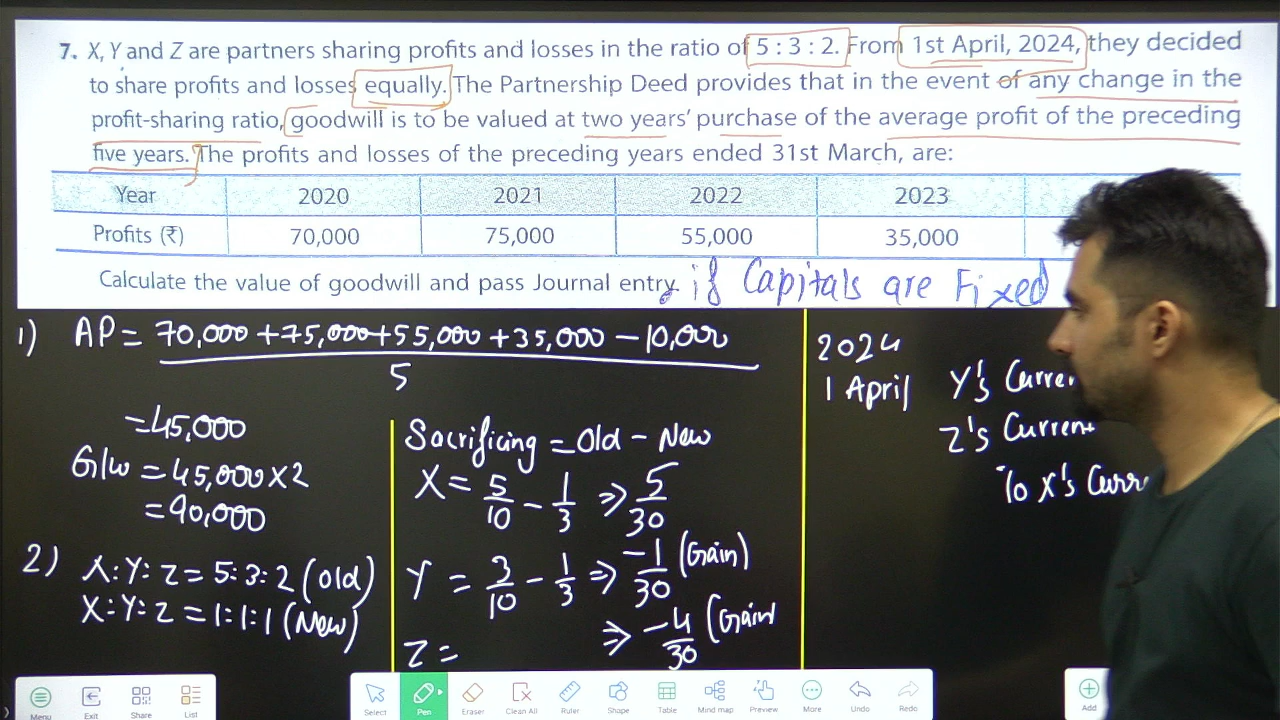 7. X, Y and Z are partners sharing profits and losses in the ratio of 5 : 3 : 2. From 1st April, 2024, they decided
to share profits and losses equally. The Partnership Deed provides that in the event of any change in the
profit-sharing ratio, goodwill is to be valued at two years' purchase of the average profit of the preceding
five years. The profits and losses of the preceding years ended 31st March, are:
Year 2020 2021 2022 2023
Profits (₹) 70,000 75,000 55,000 35,000
Calculate the value of goodwill and pass Journal entry. if Capitals are Fixed
1) AP = 70,000 + 75,000 + 55,000 + 35,000 - 10,000
5
= 45,000
G/w = 45,000 X 2
= 90,000
2) X: Y: Z = 5: 3: 2 (Old)
X: Y: Z = 1: 1: 1 (New)
Sacrificing = Old - New
X = 5/10 - 1/3 => 5/30
Y = 3/10 - 1/3 => -1/30 (Gain)
Z = => -4/30 (Gain)
2024
1 April Y's Curren
Z's Current
To X's Curr
Menu Exit Share List Select Pen Eraser Clean All Ruler Shape Table Mind map Preview More Undo Redo Add